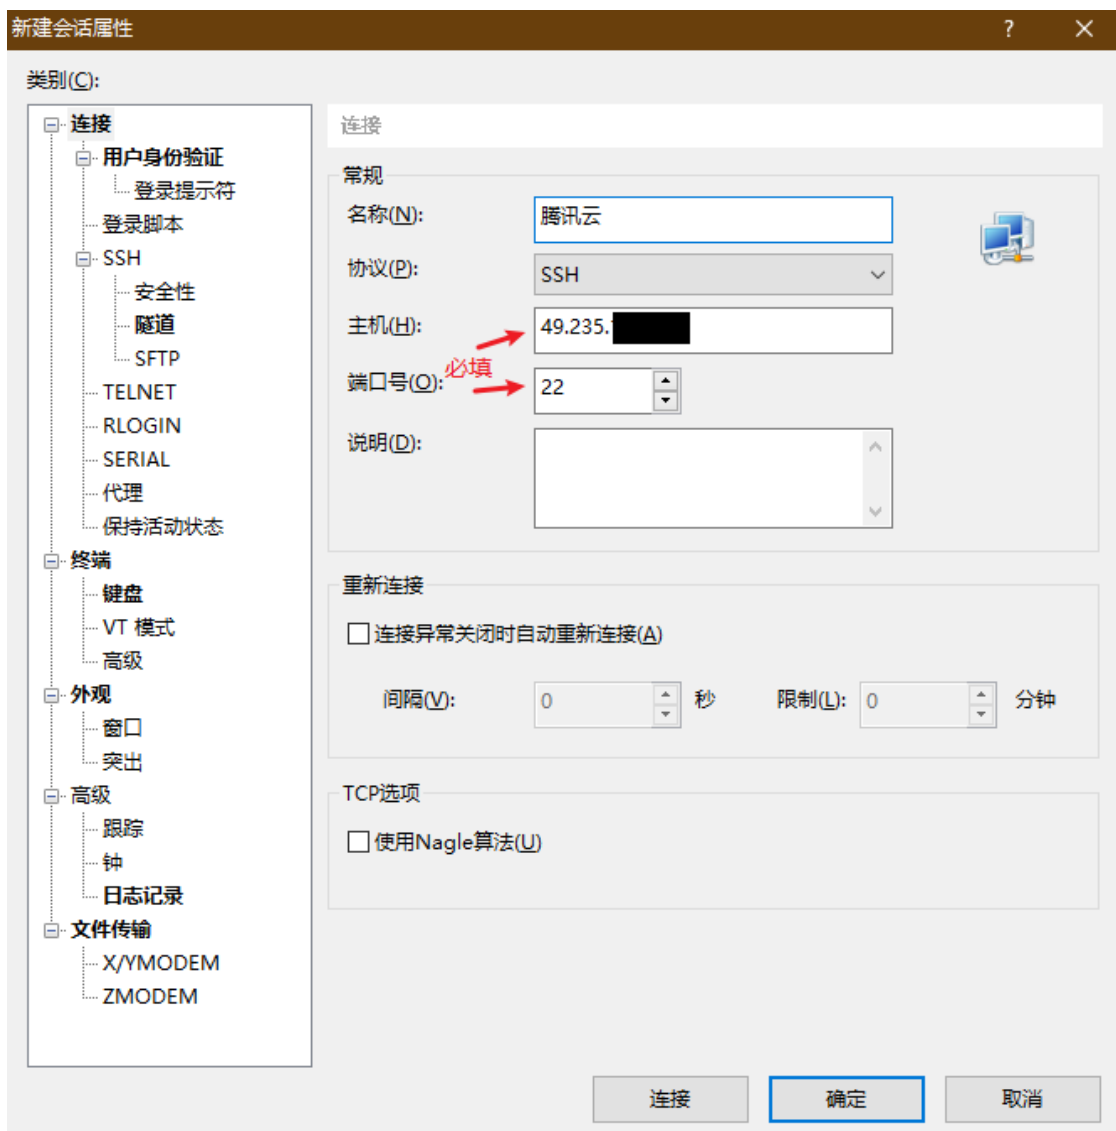 新建会话属性
?
类别(C):
连接
用户身份验证
登录提示符
登录脚本
SSH
安全性
隧道
SFTP
TELNET
RLOGIN
SERIAL
代理
保持活动状态
终端
键盘
VT 模式
高级
外观
窗口
突出
高级
跟踪
钟
日志记录
文件传输
X/YMODEM
ZMODEM
连接
常规
名称(N): 腾讯云
协议(P): SSH
主机(H): 49.235.
必填
端口号(O): 22
说明(D):
重新连接
连接异常关闭时自动重新连接(A)
间隔(V): 0 秒 限制(L): 0 分钟
TCP选项
使用Nagle算法(U)
连接 确定 取消